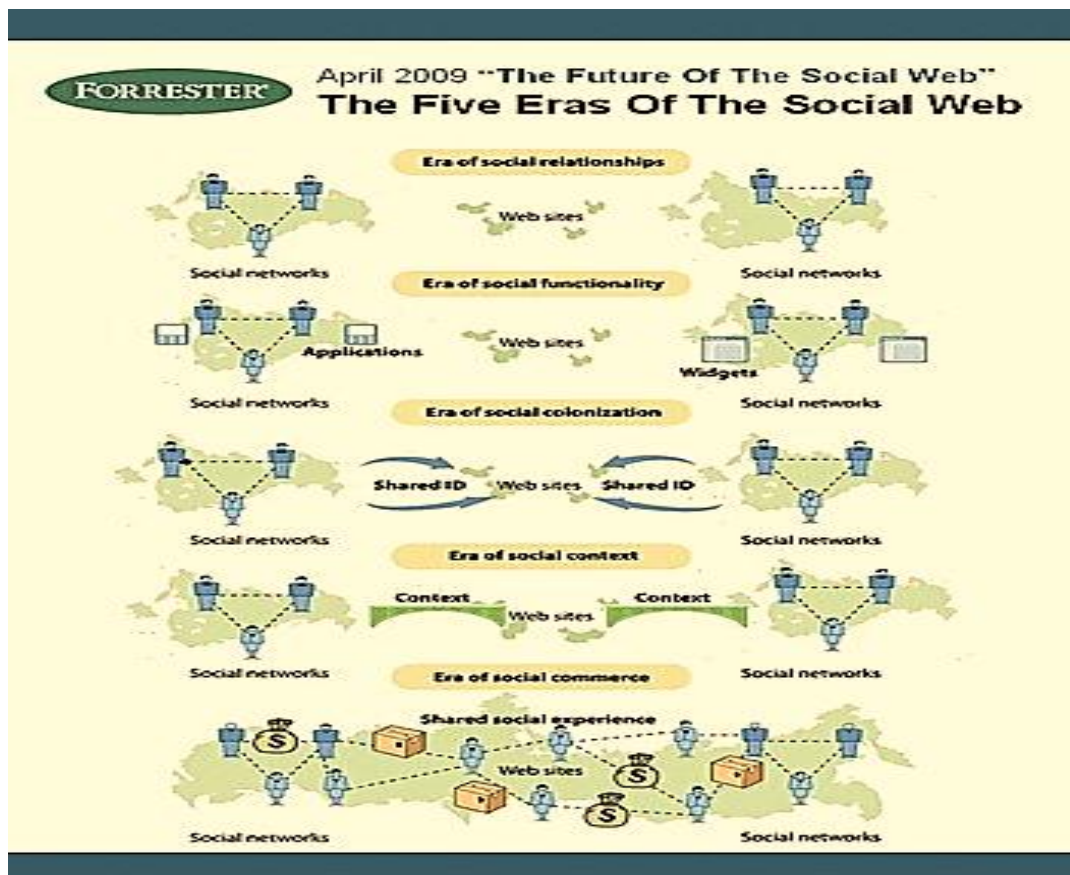 FORRESTER®
April 2009 "The Future Of The Social Web"
The Five Eras Of The Social Web
Era of social relationships
Web sites
Social networks
Social networks
Era of social functionality
Applications
Web sites
Widgets
Social networks
Social networks
Era of social colonization
Shared ID
Web sites
Shared ID
Social networks
Social networks
Era of social context
Context
Context
Web sites
Social networks
Social networks
Era of social commerce
Shared social experience
$
$
Web sites
$
Social networks
Social networks